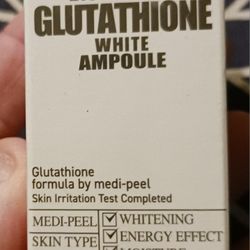 GLUTATHIONE
WHITE
AMPOULE
Glutathione
formula by medi-peel
Skin Irritation Test Completed
MEDI-PEEL
WHITENING
SKIN TYPE
ENERGY EFFECT